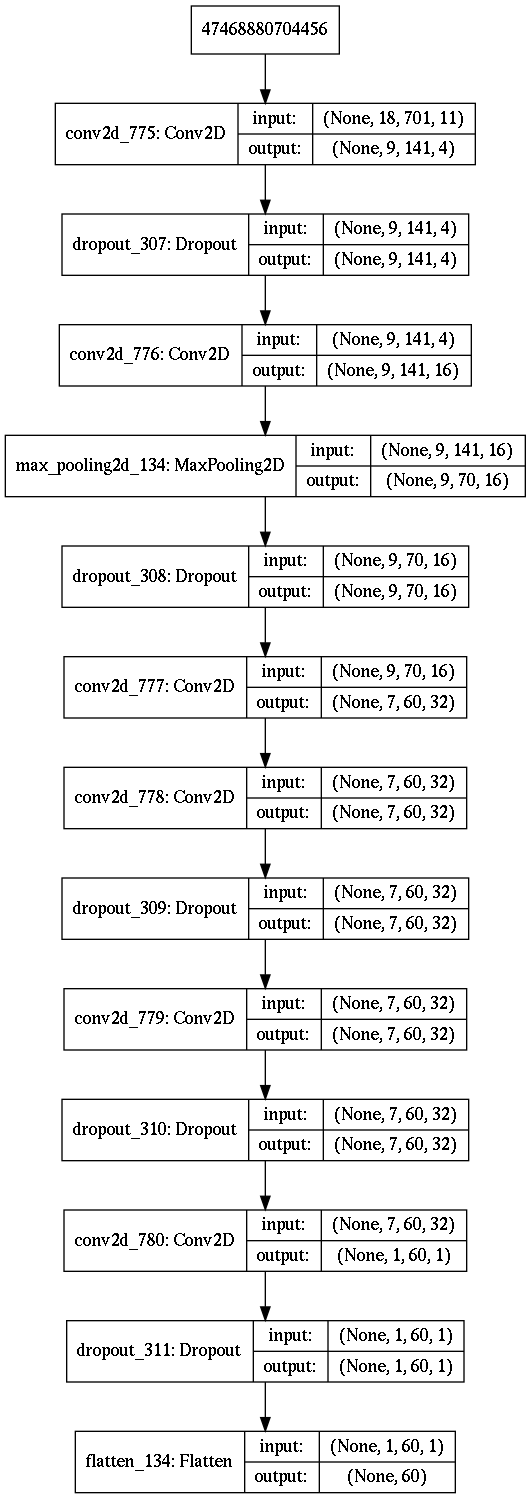 47468880704456
conv2d_775: Conv2D
input: (None, 18, 701, 11)
output: (None, 9, 141, 4)
dropout_307: Dropout
input: (None, 9, 141, 4)
output: (None, 9, 141, 4)
conv2d_776: Conv2D
input: (None, 9, 141, 4)
output: (None, 9, 141, 16)
max_pooling2d_134: MaxPooling2D
input: (None, 9, 141, 16)
output: (None, 9, 70, 16)
dropout_308: Dropout
input: (None, 9, 70, 16)
output: (None, 9, 70, 16)
conv2d_777: Conv2D
input: (None, 9, 70, 16)
output: (None, 7, 60, 32)
conv2d_778: Conv2D
input: (None, 7, 60, 32)
output: (None, 7, 60, 32)
dropout_309: Dropout
input: (None, 7, 60, 32)
output: (None, 7, 60, 32)
conv2d_779: Conv2D
input: (None, 7, 60, 32)
output: (None, 7, 60, 32)
dropout_310: Dropout
input: (None, 7, 60, 32)
output: (None, 7, 60, 32)
conv2d_780: Conv2D
input: (None, 7, 60, 32)
output: (None, 1, 60, 1)
dropout_311: Dropout
input: (None, 1, 60, 1)
output: (None, 1, 60, 1)
flatten_134: Flatten
input: (None, 1, 60, 1)
output: (None, 60)